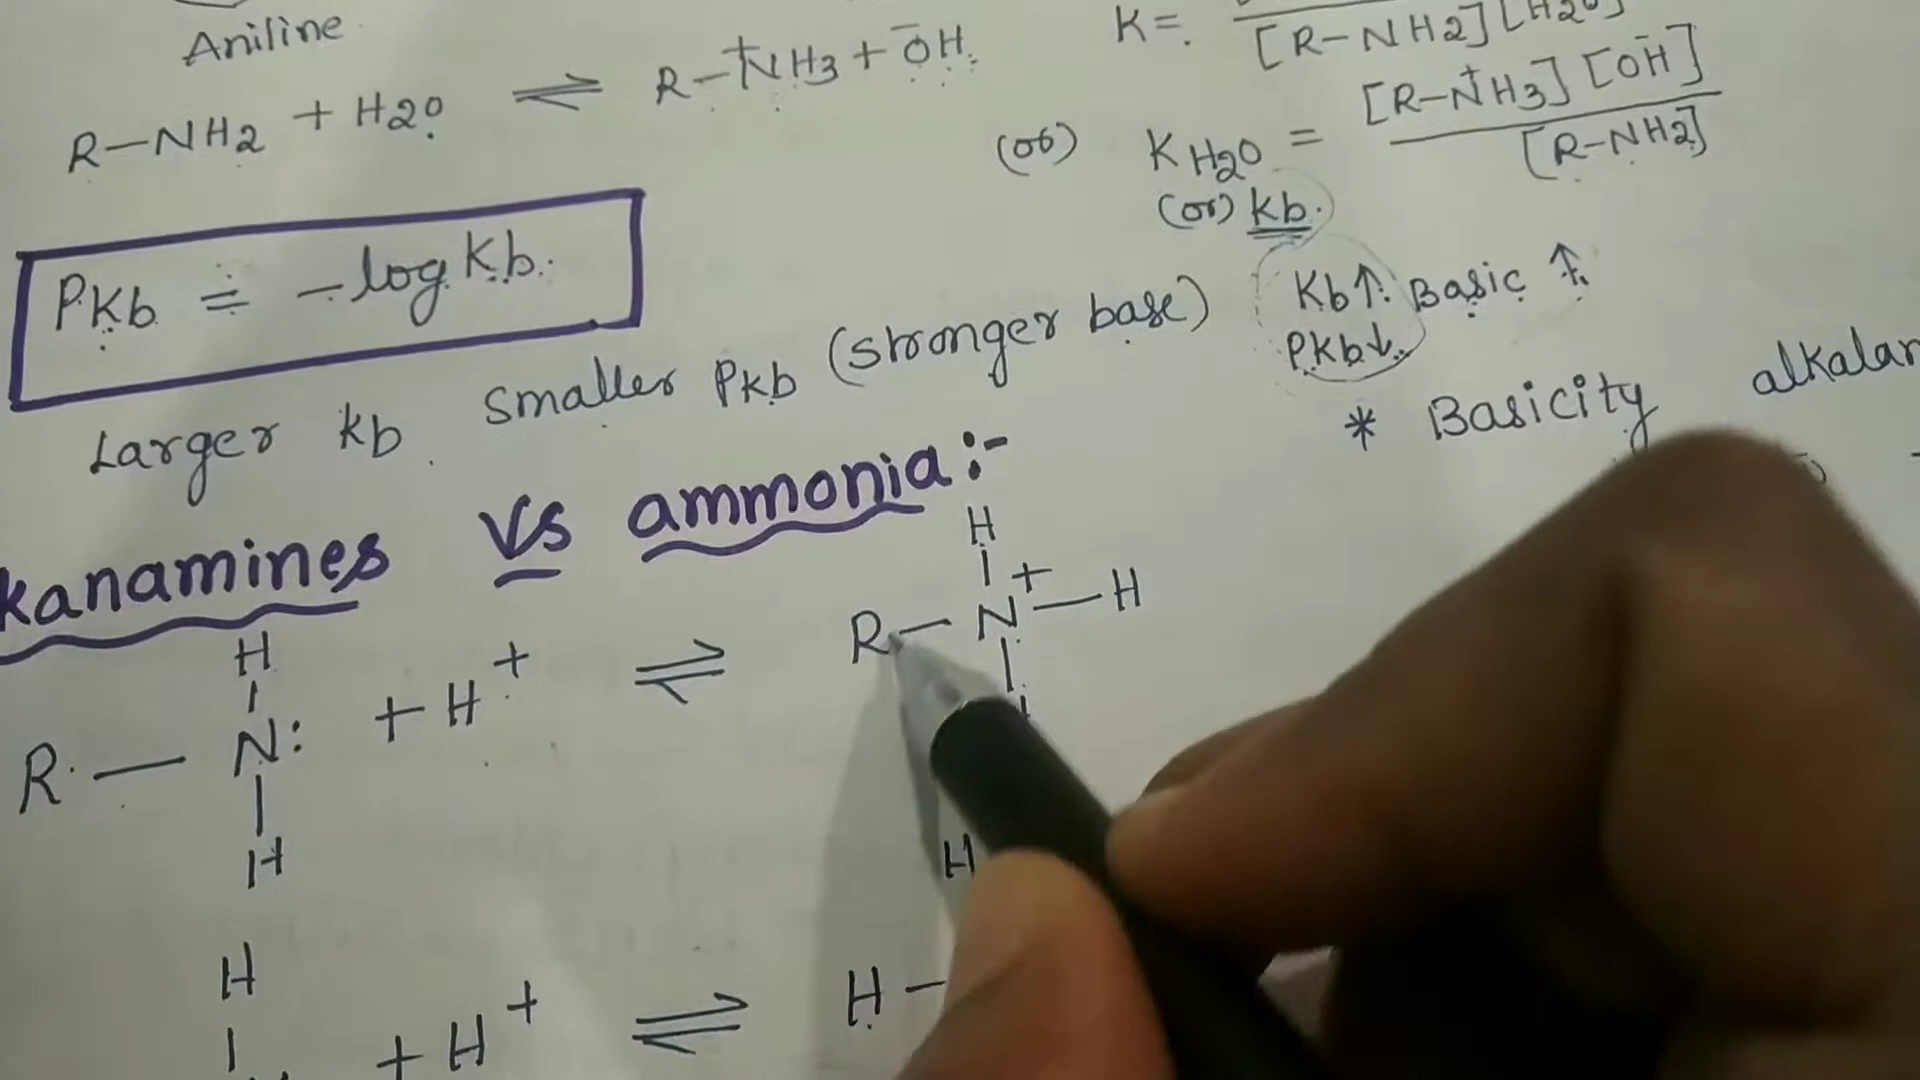 Aniline
R-NH2 + H2O ⇌ R-N⁺H3 + ⁻OH
K =
[R-NH2][H2O]
(or) KH2O = [R-N⁺H3][OH⁻] / [R-NH2]
(or) kb.
PKb = -log Kb.
Kb↑ Basic ↑
PKb↓
Larger kb smaller Pkb (stronger base)
* Basicity
kanamines Vs ammonia:-
H H
R-N: + H⁺ ⇌ R-N⁺-H
H
H
H
+ H⁺ ⇌ H-